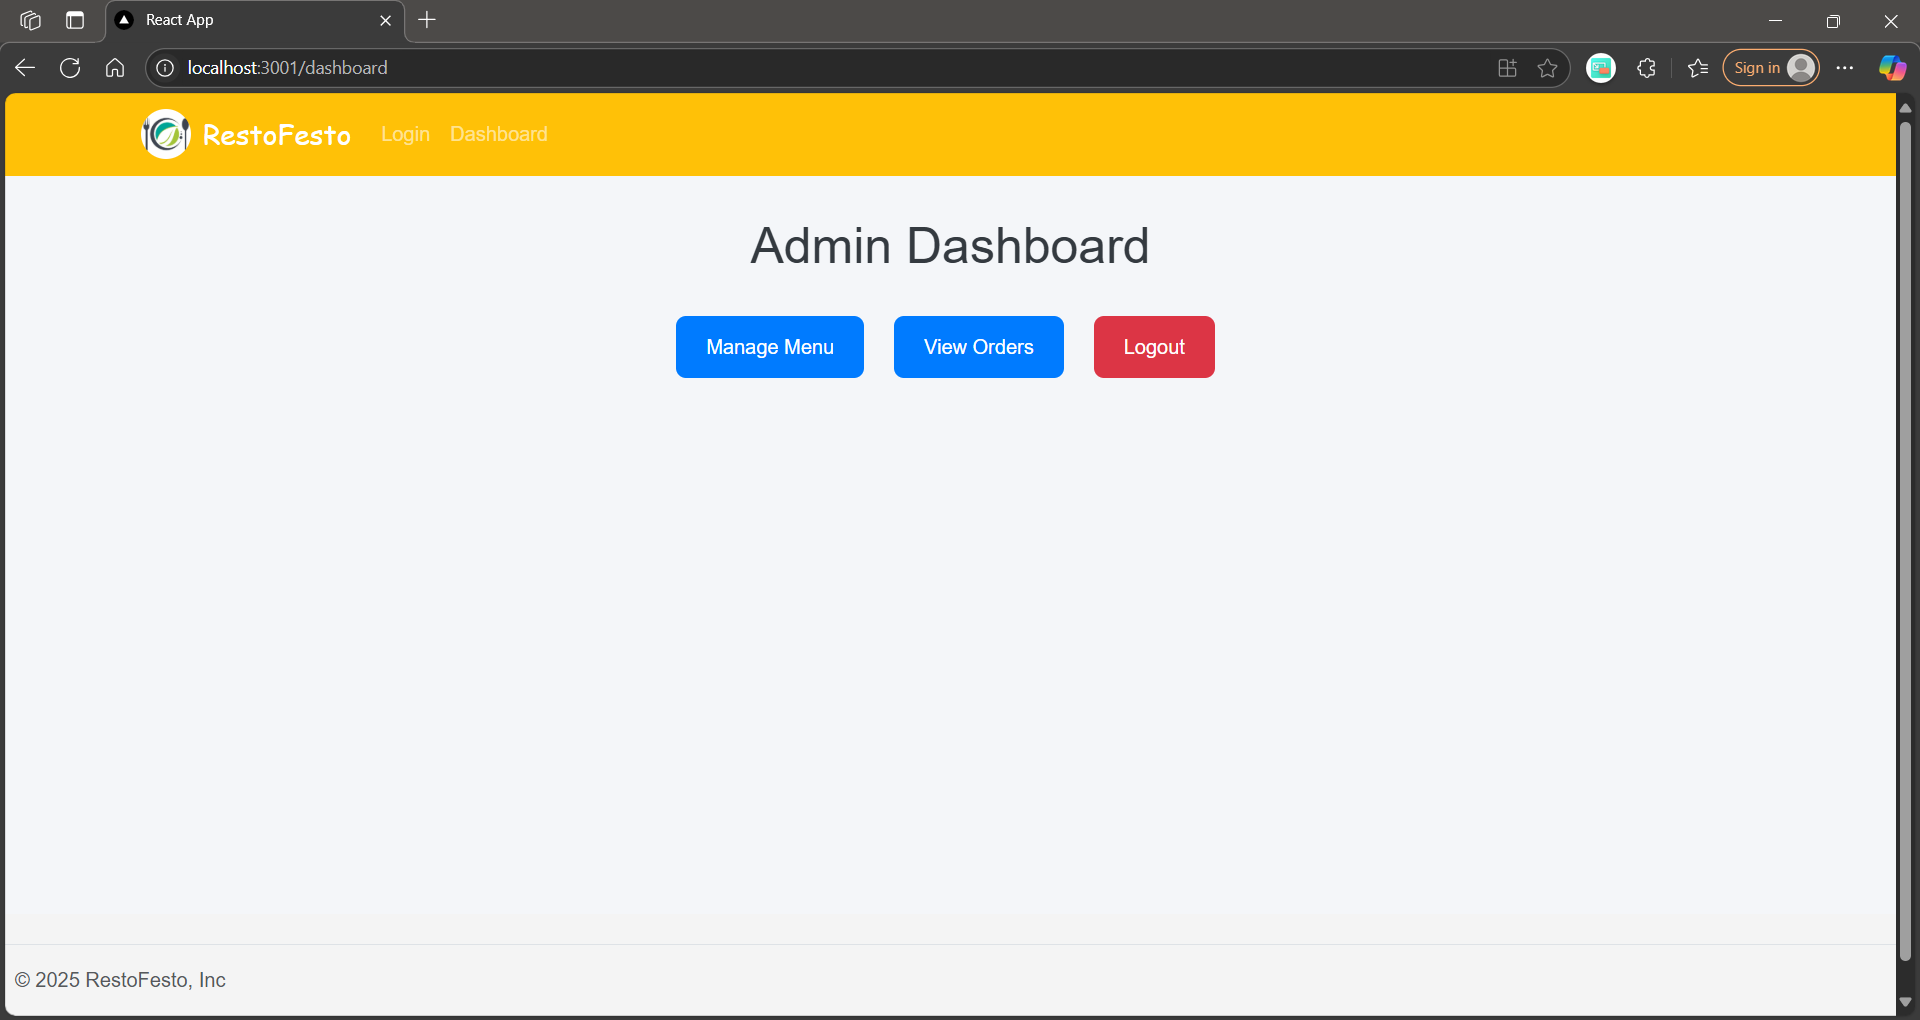 React App
localhost:3001/dashboard
Sign in
RestoFesto Login Dashboard
Admin Dashboard
Manage Menu View Orders Logout
© 2025 RestoFesto, Inc